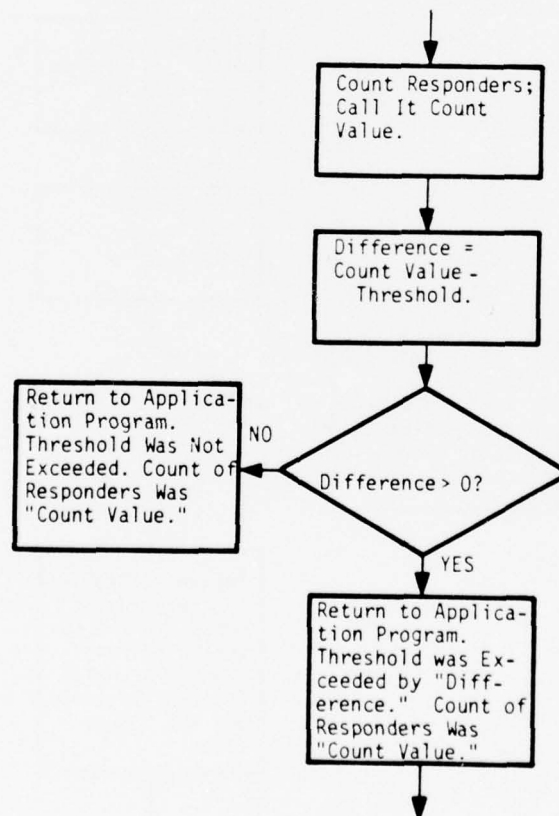 Count Responders;
Call It Count
Value.
Difference =
Count Value -
Threshold.
Difference > 0?
NO
Return to Applica-
tion Program.
Threshold Was Not
Exceeded. Count of
Responders Was
"Count Value."
YES
Return to Applica-
tion Program.
Threshold was Ex-
ceeded by "Diff-
erence." Count of
Responders Was
"Count Value."